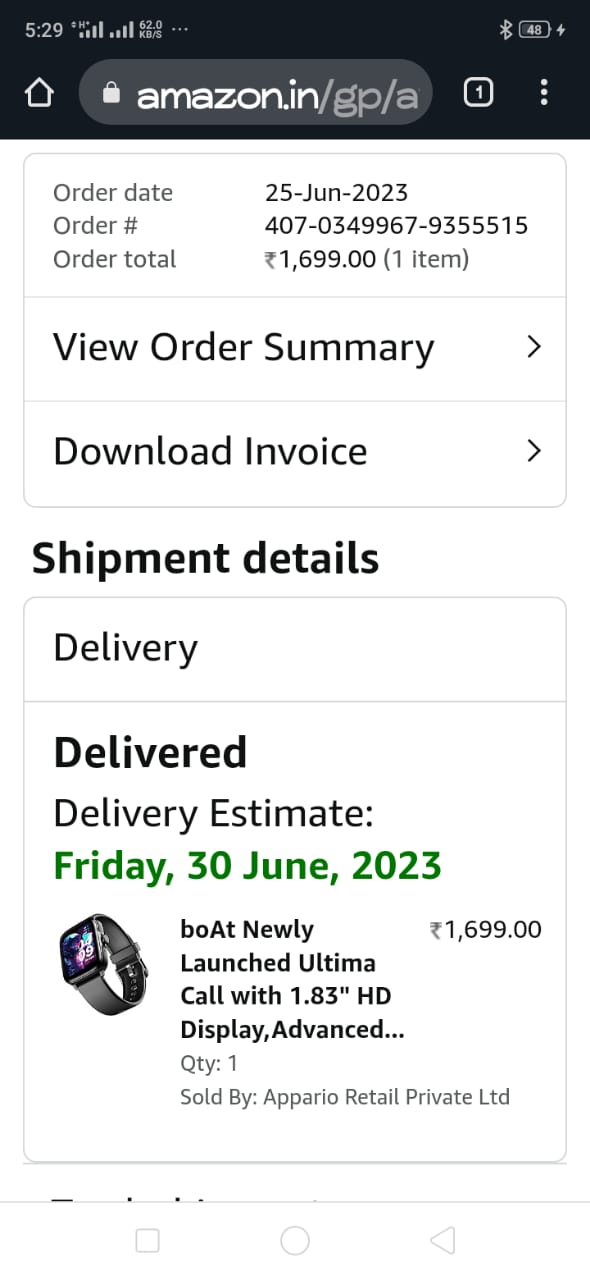 5:29 62.0 KB/S ... 48
amazon.in/gp/a 1
Order date 25-Jun-2023
Order # 407-0349967-9355515
Order total ₹1,699.00 (1 item)
View Order Summary
Download Invoice
Shipment details
Delivery
Delivered
Delivery Estimate:
Friday, 30 June, 2023
boAt Newly ₹1,699.00
Launched Ultima
Call with 1.83" HD
Display,Advanced...
Qty: 1
Sold By: Appario Retail Private Ltd